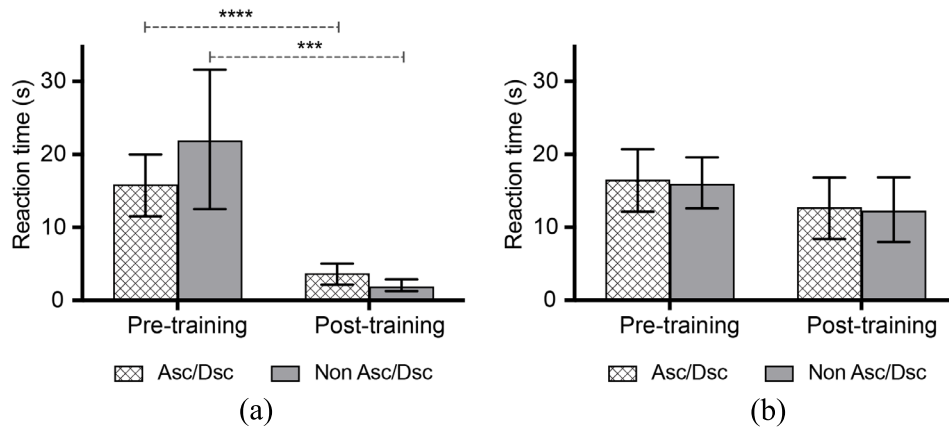 ****
***
Reaction time (s)
30
20
10
0
Pre-training
Post-training
Asc/Dsc
Non Asc/Dsc
(a)
Reaction time (s)
30
20
10
0
Pre-training
Post-training
Asc/Dsc
Non Asc/Dsc
(b)